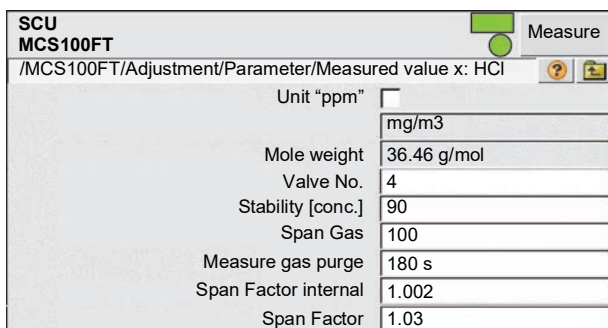 SCU
MCS100FT
Measure
/MCS100FT/Adjustment/Parameter/Measured value x: HCl
?
Unit “ppm”
mg/m3
Mole weight 36.46 g/mol
Valve No. 4
Stability [conc.] 90
Span Gas 100
Measure gas purge 180 s
Span Factor internal 1.002
Span Factor 1.03